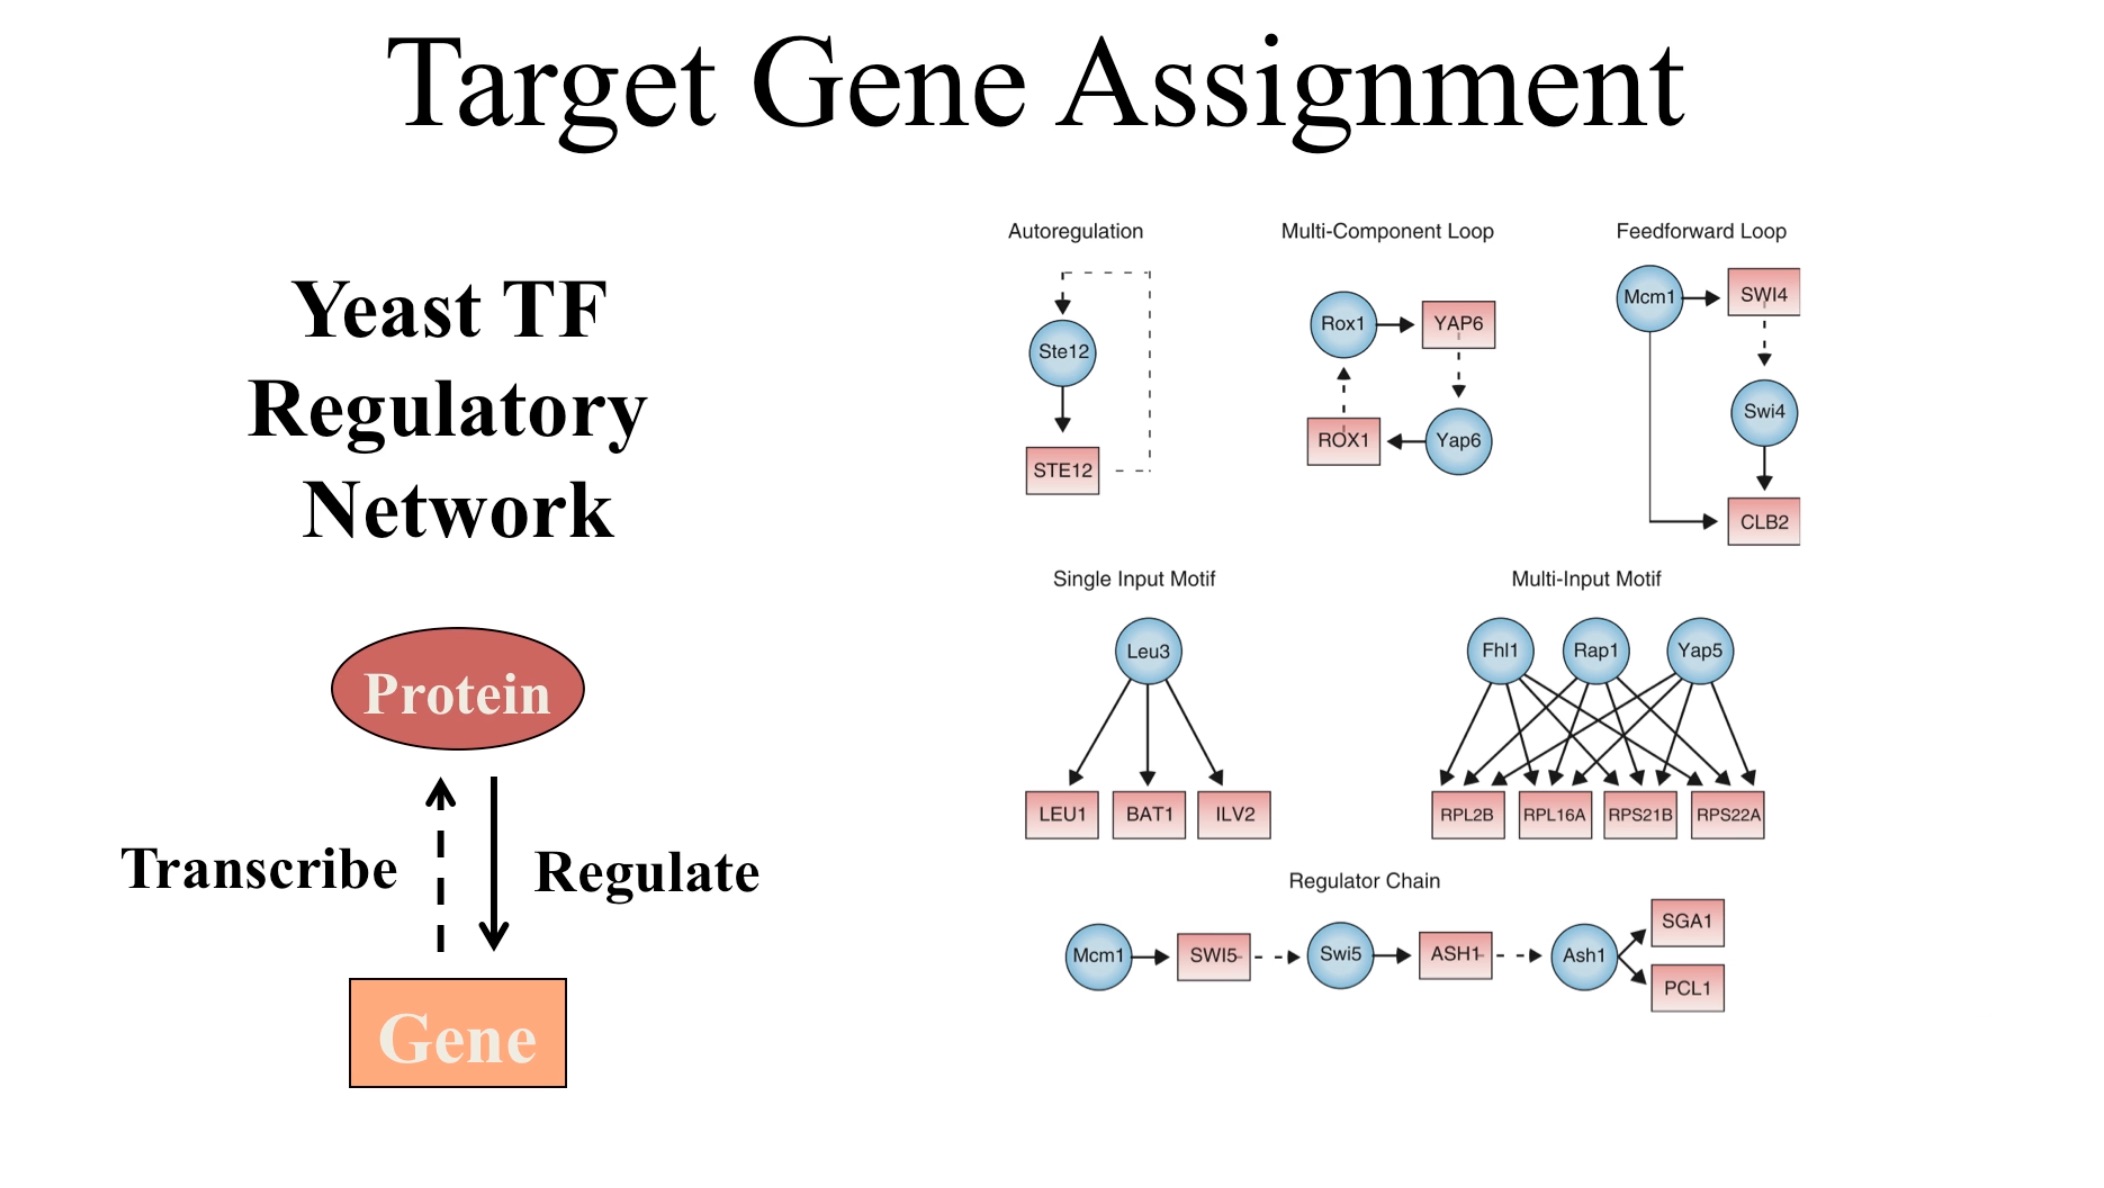 Target Gene Assignment
Yeast TF
Regulatory
Network
Protein
Transcribe
Regulate
Gene
Autoregulation
Ste12
STE12
Multi-Component Loop
Rox1
YAP6
ROX1
Yap6
Feedforward Loop
Mcm1
SWI4
Swi4
CLB2
Single Input Motif
Leu3
LEU1
BAT1
ILV2
Multi-Input Motif
Fhl1
Rap1
Yap5
RPL2B
RPL16A
RPS21B
RPS22A
Regulator Chain
Mcm1
SWI5
Swi5
ASH1
Ash1
SGA1
PCL1